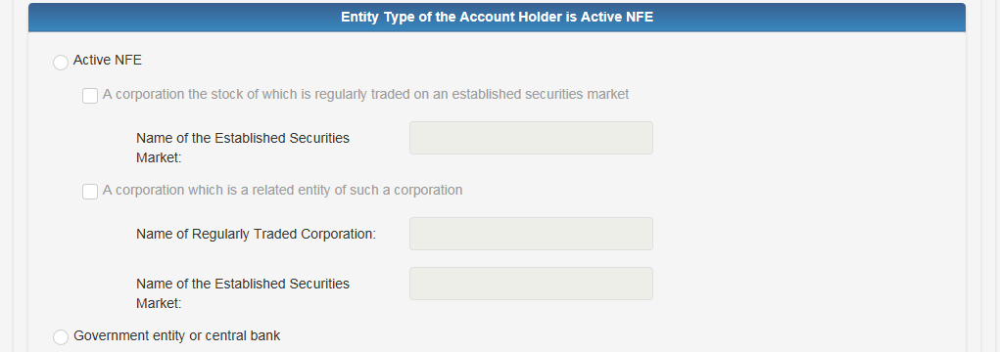 Entity Type of the Account Holder is Active NFE
Active NFE
A corporation the stock of which is regularly traded on an established securities market
Name of the Established Securities
Market:
A corporation which is a related entity of such a corporation
Name of Regularly Traded Corporation:
Name of the Established Securities
Market:
Government entity or central bank